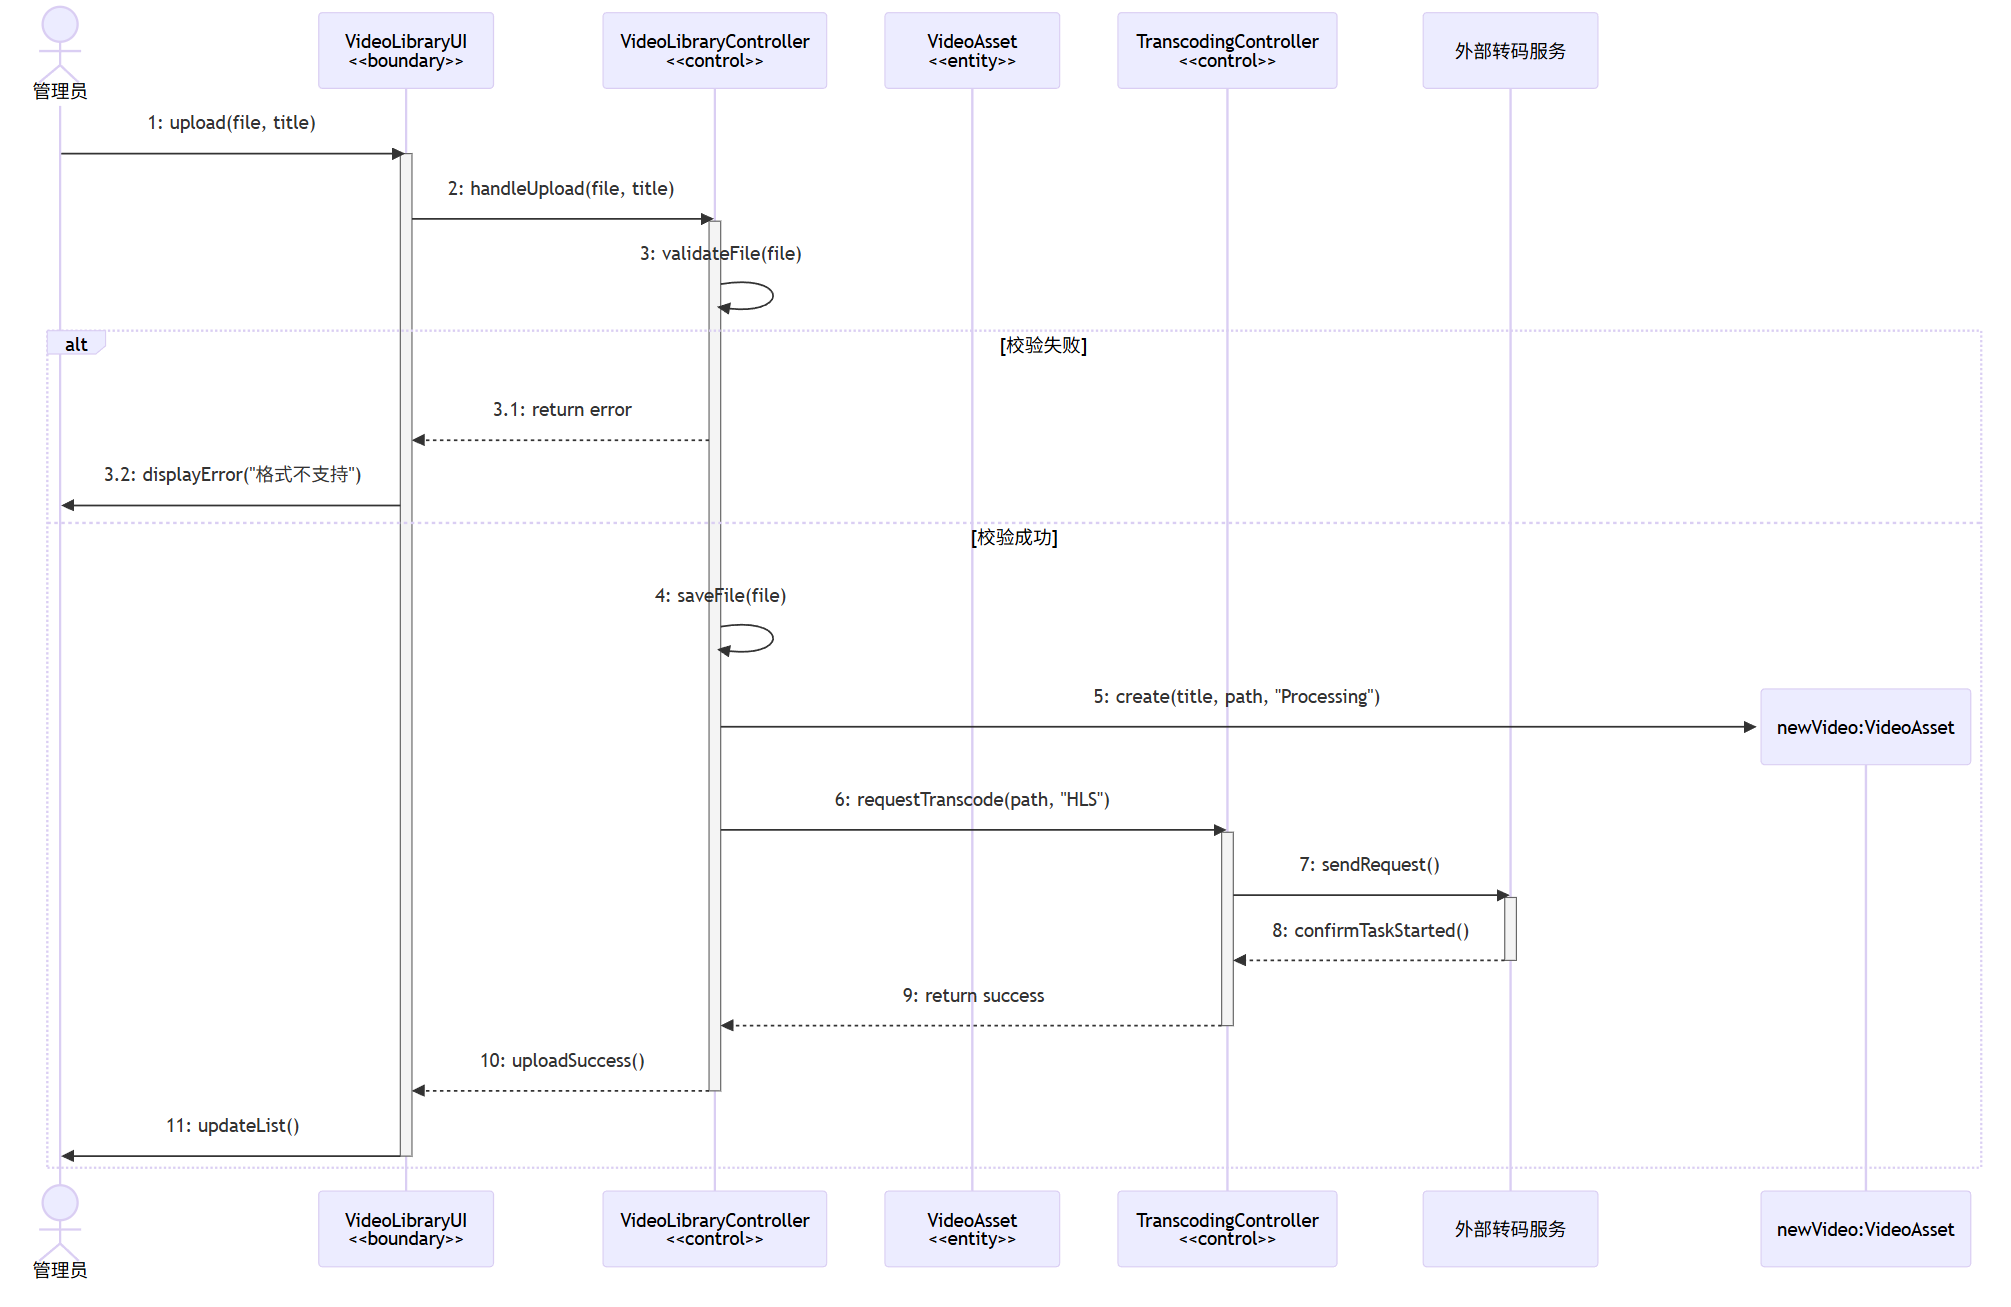 管理员
VideoLibraryUI
<<boundary>>
VideoLibraryController
<<control>>
VideoAsset
<<entity>>
TranscodingController
<<control>>
外部转码服务
1: upload(file, title)
2: handleUpload(file, title)
3: validateFile(file)
alt
[校验失败]
3.1: return error
3.2: displayError("格式不支持")
[校验成功]
4: saveFile(file)
5: create(title, path, "Processing")
newVideo:VideoAsset
6: requestTranscode(path, "HLS")
7: sendRequest()
8: confirmTaskStarted()
9: return success
10: uploadSuccess()
11: updateList()
管理员
VideoLibraryUI
<<boundary>>
VideoLibraryController
<<control>>
VideoAsset
<<entity>>
TranscodingController
<<control>>
外部转码服务
newVideo:VideoAsset